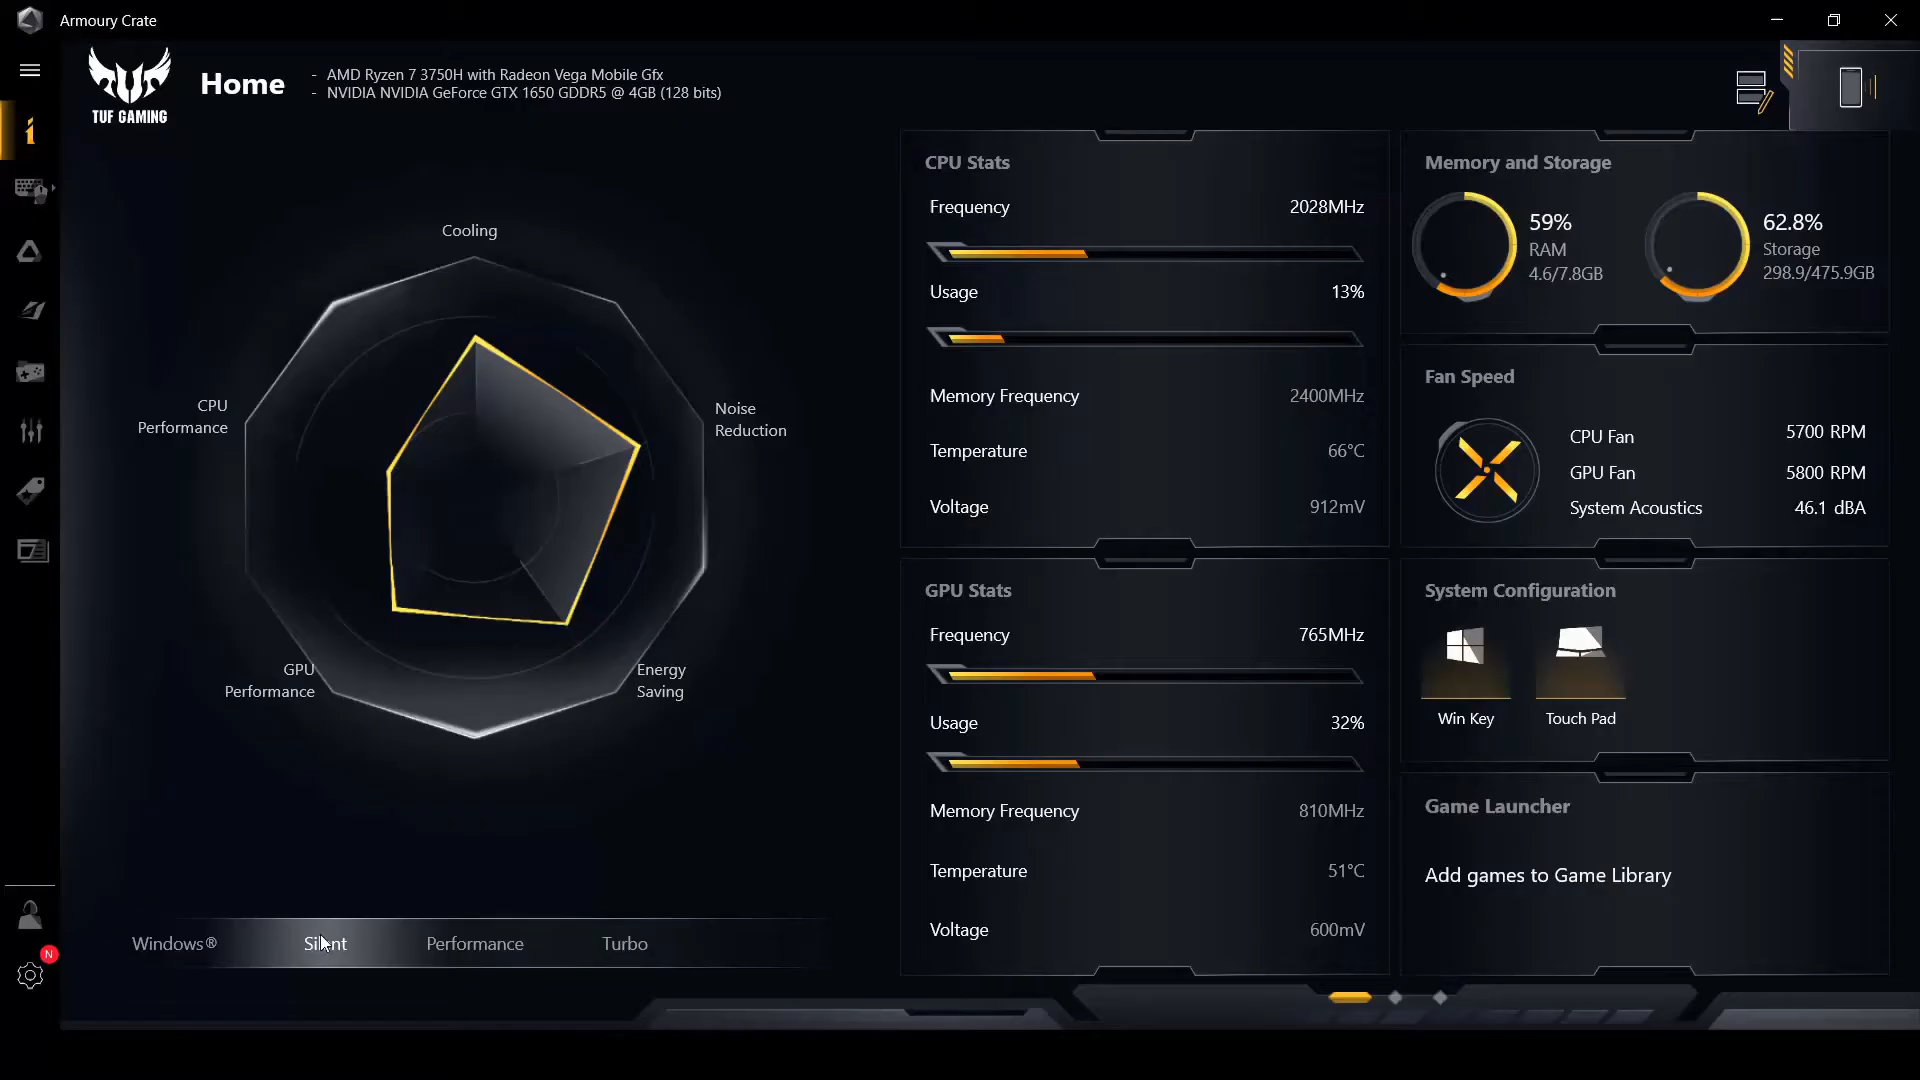 Armoury Crate
TUF GAMING
Home
- AMD Ryzen 7 3750H with Radeon Vega Mobile Gfx
- NVIDIA NVIDIA GeForce GTX 1650 GDDR5 @ 4GB (128 bits)
Cooling
CPU
Performance
Noise
Reduction
GPU
Performance
Energy
Saving
Windows®
Silent
Performance
Turbo
N
CPU Stats
Frequency 2028MHz
Usage 13%
Memory Frequency 2400MHz
Temperature 66°C
Voltage 912mV
GPU Stats
Frequency 765MHz
Usage 32%
Memory Frequency 810MHz
Temperature 51°C
Voltage 600mV
Memory and Storage
59%
RAM
4.6/7.8GB
62.8%
Storage
298.9/475.9GB
Fan Speed
CPU Fan 5700 RPM
GPU Fan 5800 RPM
System Acoustics 46.1 dBA
System Configuration
Win Key
Touch Pad
Game Launcher
Add games to Game Library